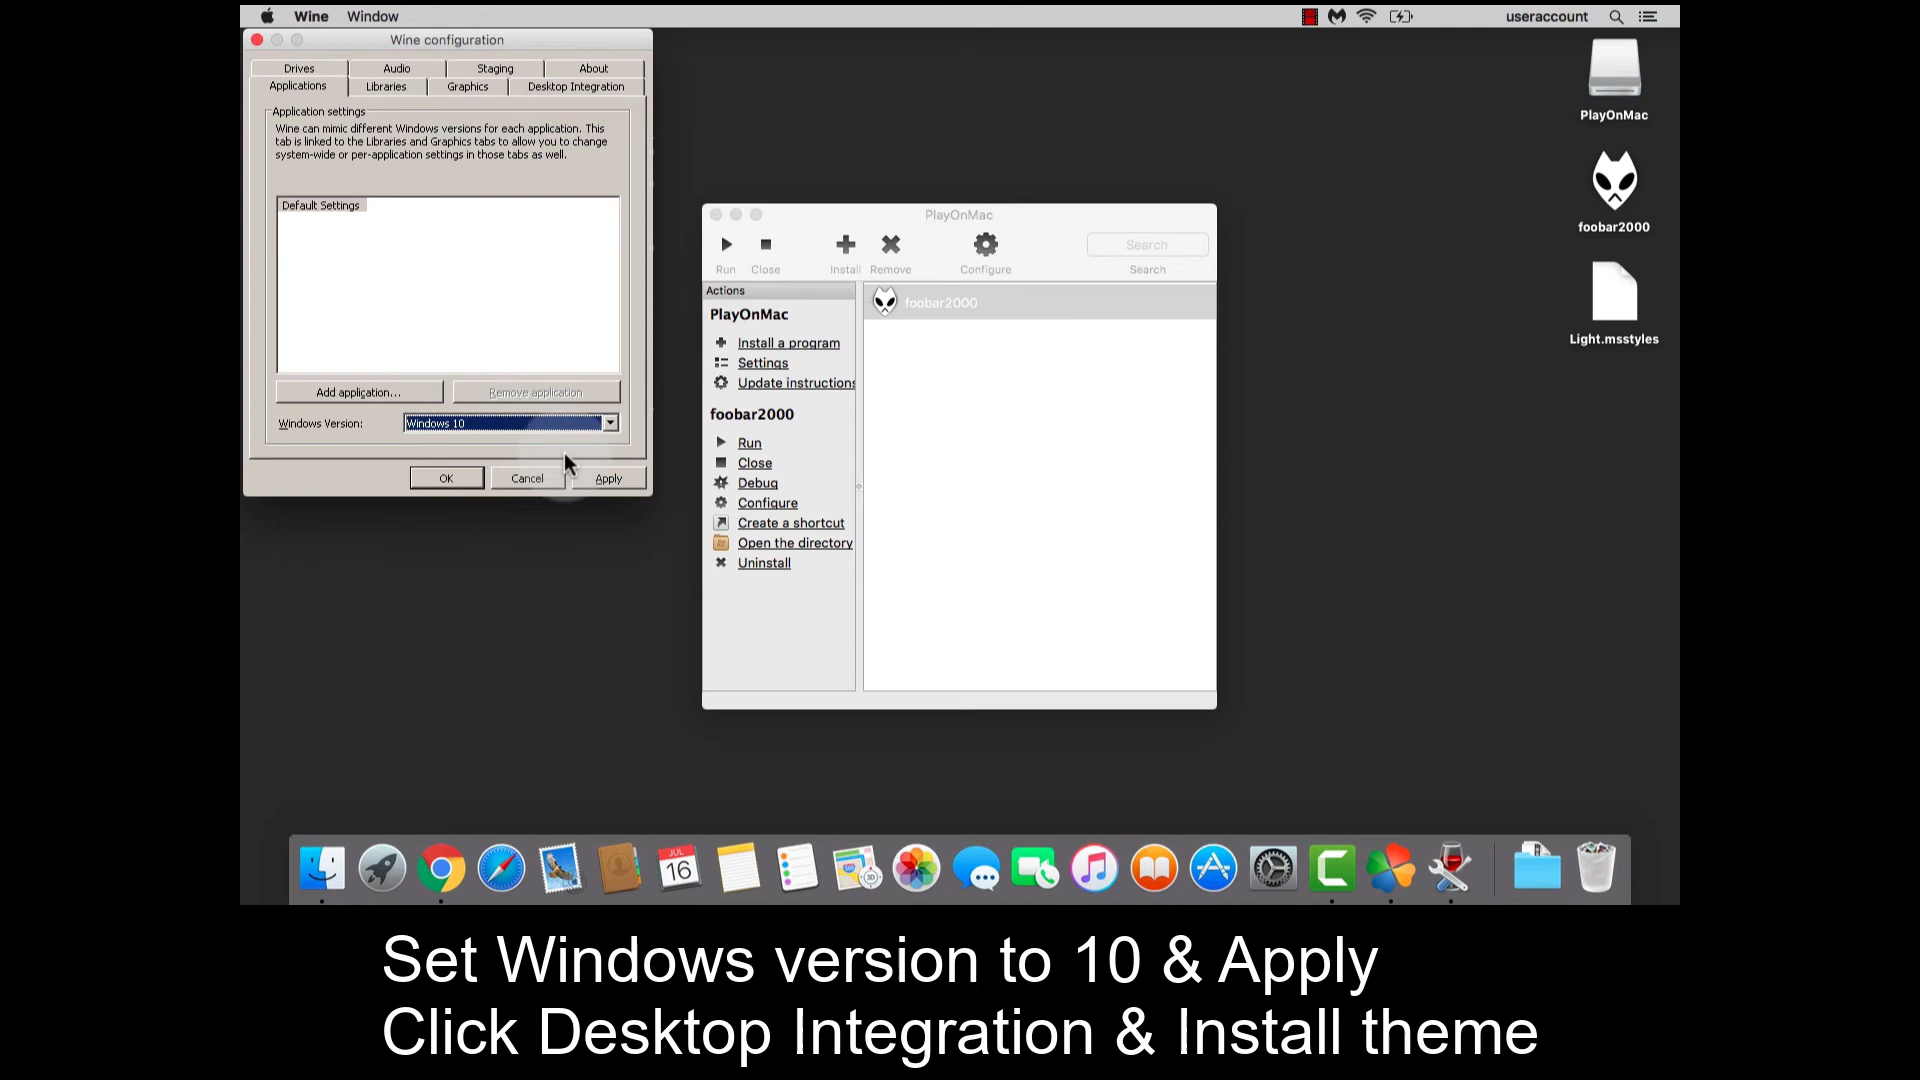 Wine Window
useraccount
Wine configuration
Drives Audio Staging About
Applications Libraries Graphics Desktop Integration
Application settings
Wine can mimic different Windows versions for each application. This
tab is linked to the Libraries and Graphics tabs to allow you to change
system-wide or per-application settings in those tabs as well.
Default Settings
Add application... Remove application
Windows Version: Windows 10
OK Cancel Apply
PlayOnMac
Search
Run Close Install Remove Configure Search
Actions
PlayOnMac
Install a program
Settings
Update instructions
foobar2000
Run
Close
Debug
Configure
Create a shortcut
Open the directory
Uninstall
foobar2000
PlayOnMac
foobar2000
Light.msstyles
JUL
16
3D
Set Windows version to 10 & Apply
Click Desktop Integration & Install theme